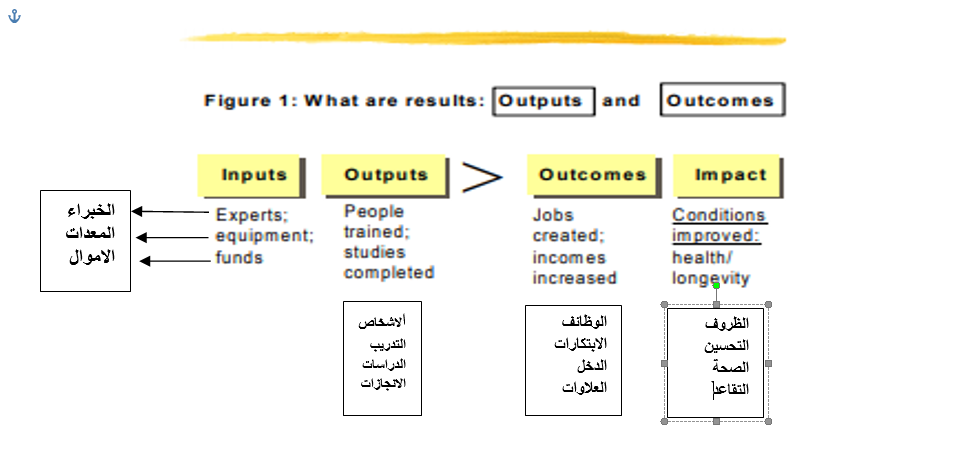 Figure 1: What are results: Outputs and Outcomes
Inputs
Outputs
>
Outcomes
Impact
الخبراء
المعدات
الاموال
Experts;
equipment;
funds
People
trained;
studies
completed
Jobs
created;
incomes
increased
Conditions
improved:
health/
longevity
ألاشخاص
التدريب
الدراسات
الانجازات
الوظائف
الابتكارات
الدخل
العلاوات
الظروف
التحسين
الصحة
التقاعد